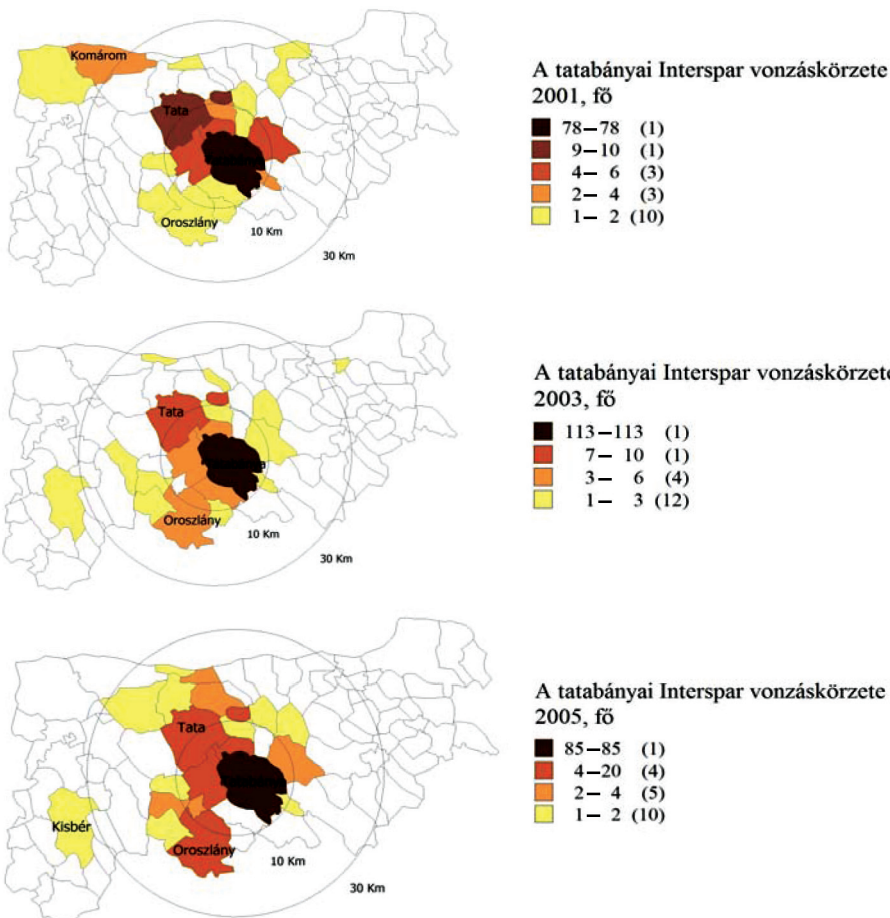 Komárom
Tata
Oroszlány
10 Km
30 Km
A tatabányai Interspar vonzáskörzete
2001, fő
78–78 (1)
9–10 (1)
4– 6 (3)
2– 4 (3)
1– 2 (10)
Tata
Oroszlány
10 Km
30 Km
A tatabányai Interspar vonzáskörzete
2003, fő
113–113 (1)
7– 10 (1)
3– 6 (4)
1– 3 (12)
Tata
Kisbér
Oroszlány
10 Km
30 Km
A tatabányai Interspar vonzáskörzete
2005, fő
85–85 (1)
4–20 (4)
2– 4 (5)
1– 2 (10)